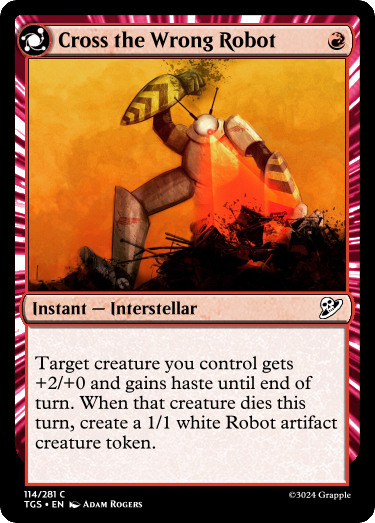 Cross the Wrong Robot
Instant — Interstellar
Target creature you control gets
+2/+0 and gains haste until end of
turn. When that creature dies this
turn, create a 1/1 white Robot artifact
creature token.
114/281 C
TGS • EN Adam Rogers
©3024 Grapple